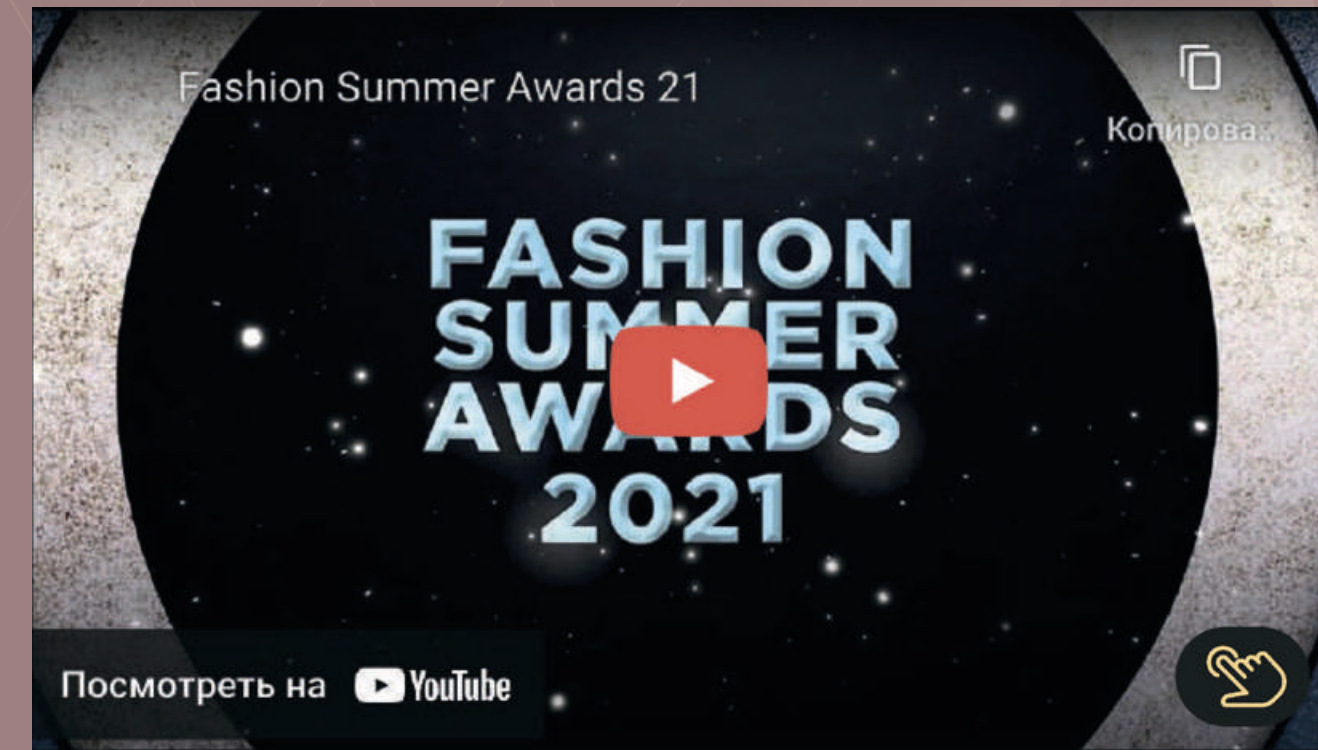 Fashion Summer Awards 21
Копирова...
FASHION
SUMMER
AWARDS
2021
Посмотреть на YouTube